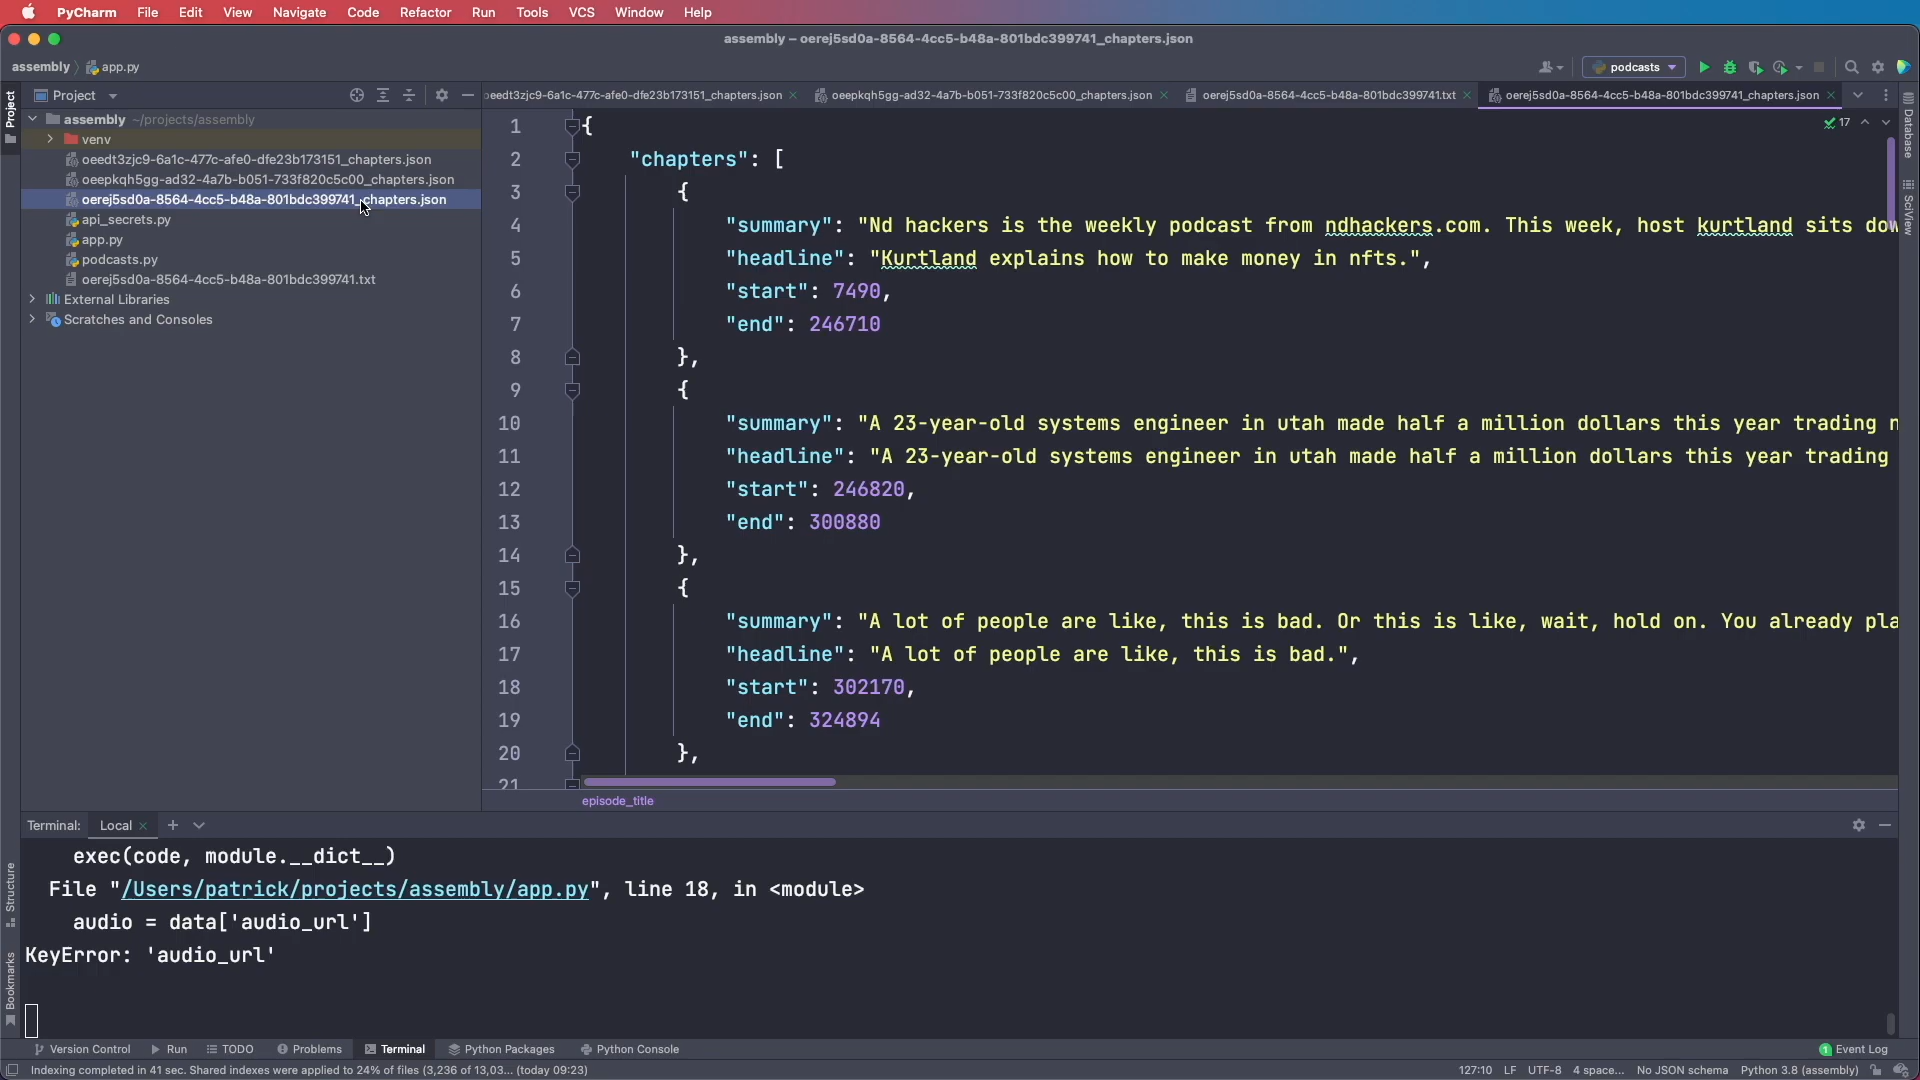 PyCharm File Edit View Navigate Code Refactor Run Tools VCS Window Help
assembly – oerej5sd0a-8564-4cc5-b48a-801bdc399741_chapters.json
assembly app.py
podcasts
Project
Project
eedt3zjc9-6a1c-477c-afe0-dfe23b173151_chapters.json oeepkqh5gg-ad32-4a7b-b051-733f820c5c00_chapters.json oerej5sd0a-8564-4cc5-b48a-801bdc399741.txt oerej5sd0a-8564-4cc5-b48a-801bdc399741_chapters.json
assembly ~/projects/assembly
venv
oeedt3zjc9-6a1c-477c-afe0-dfe23b173151_chapters.json
oeepkqh5gg-ad32-4a7b-b051-733f820c5c00_chapters.json
oerej5sd0a-8564-4cc5-b48a-801bdc399741_chapters.json
api_secrets.py
app.py
podcasts.py
oerej5sd0a-8564-4cc5-b48a-801bdc399741.txt
External Libraries
Scratches and Consoles
17
1 {
2 "chapters": [
3 {
4 "summary": "Nd hackers is the weekly podcast from ndhackers.com. This week, host kurtland sits dow
5 "headline": "Kurtland explains how to make money in nfts.",
6 "start": 7490,
7 "end": 246710
8 },
9 {
10 "summary": "A 23-year-old systems engineer in utah made half a million dollars this year trading n
11 "headline": "A 23-year-old systems engineer in utah made half a million dollars this year trading
12 "start": 246820,
13 "end": 300880
14 },
15 {
16 "summary": "A lot of people are like, this is bad. Or this is like, wait, hold on. You already pla
17 "headline": "A lot of people are like, this is bad.",
18 "start": 302170,
19 "end": 324894
20 },
21
episode_title
Database
SciView
Structure
Bookmarks
Terminal: Local
exec(code, module.__dict__)
File "/Users/patrick/projects/assembly/app.py", line 18, in <module>
audio = data['audio_url']
KeyError: 'audio_url'
Version Control Run TODO Problems Terminal Python Packages Python Console 1 Event Log
Indexing completed in 41 sec. Shared indexes were applied to 24% of files (3,236 of 13,03... (today 09:23) 127:10 LF UTF-8 4 space... No JSON schema Python 3.8 (assembly)